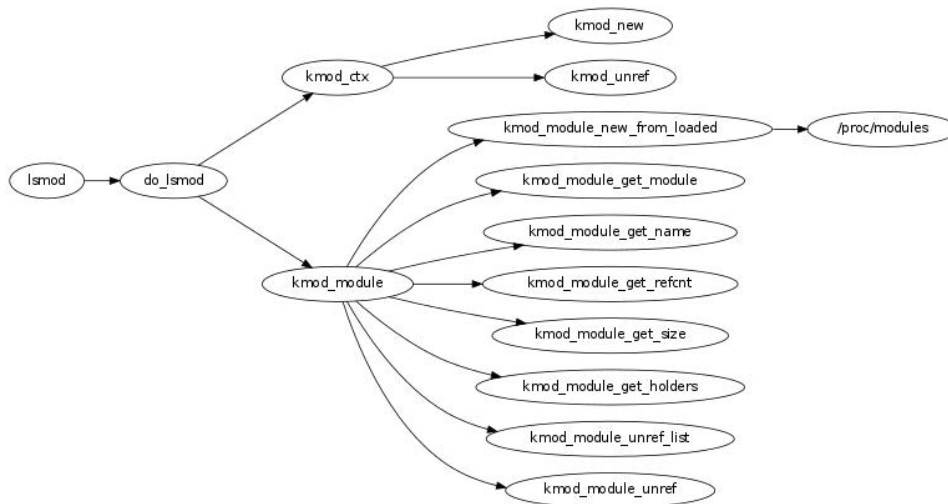 kmod_new
kmod_ctx
kmod_unref
kmod_module_new_from_loaded
/proc/modules
lsmod
do_lsmod
kmod_module_get_module
kmod_module_get_name
kmod_module
kmod_module_get_refcnt
kmod_module_get_size
kmod_module_get_holders
kmod_module_unref_list
kmod_module_unref